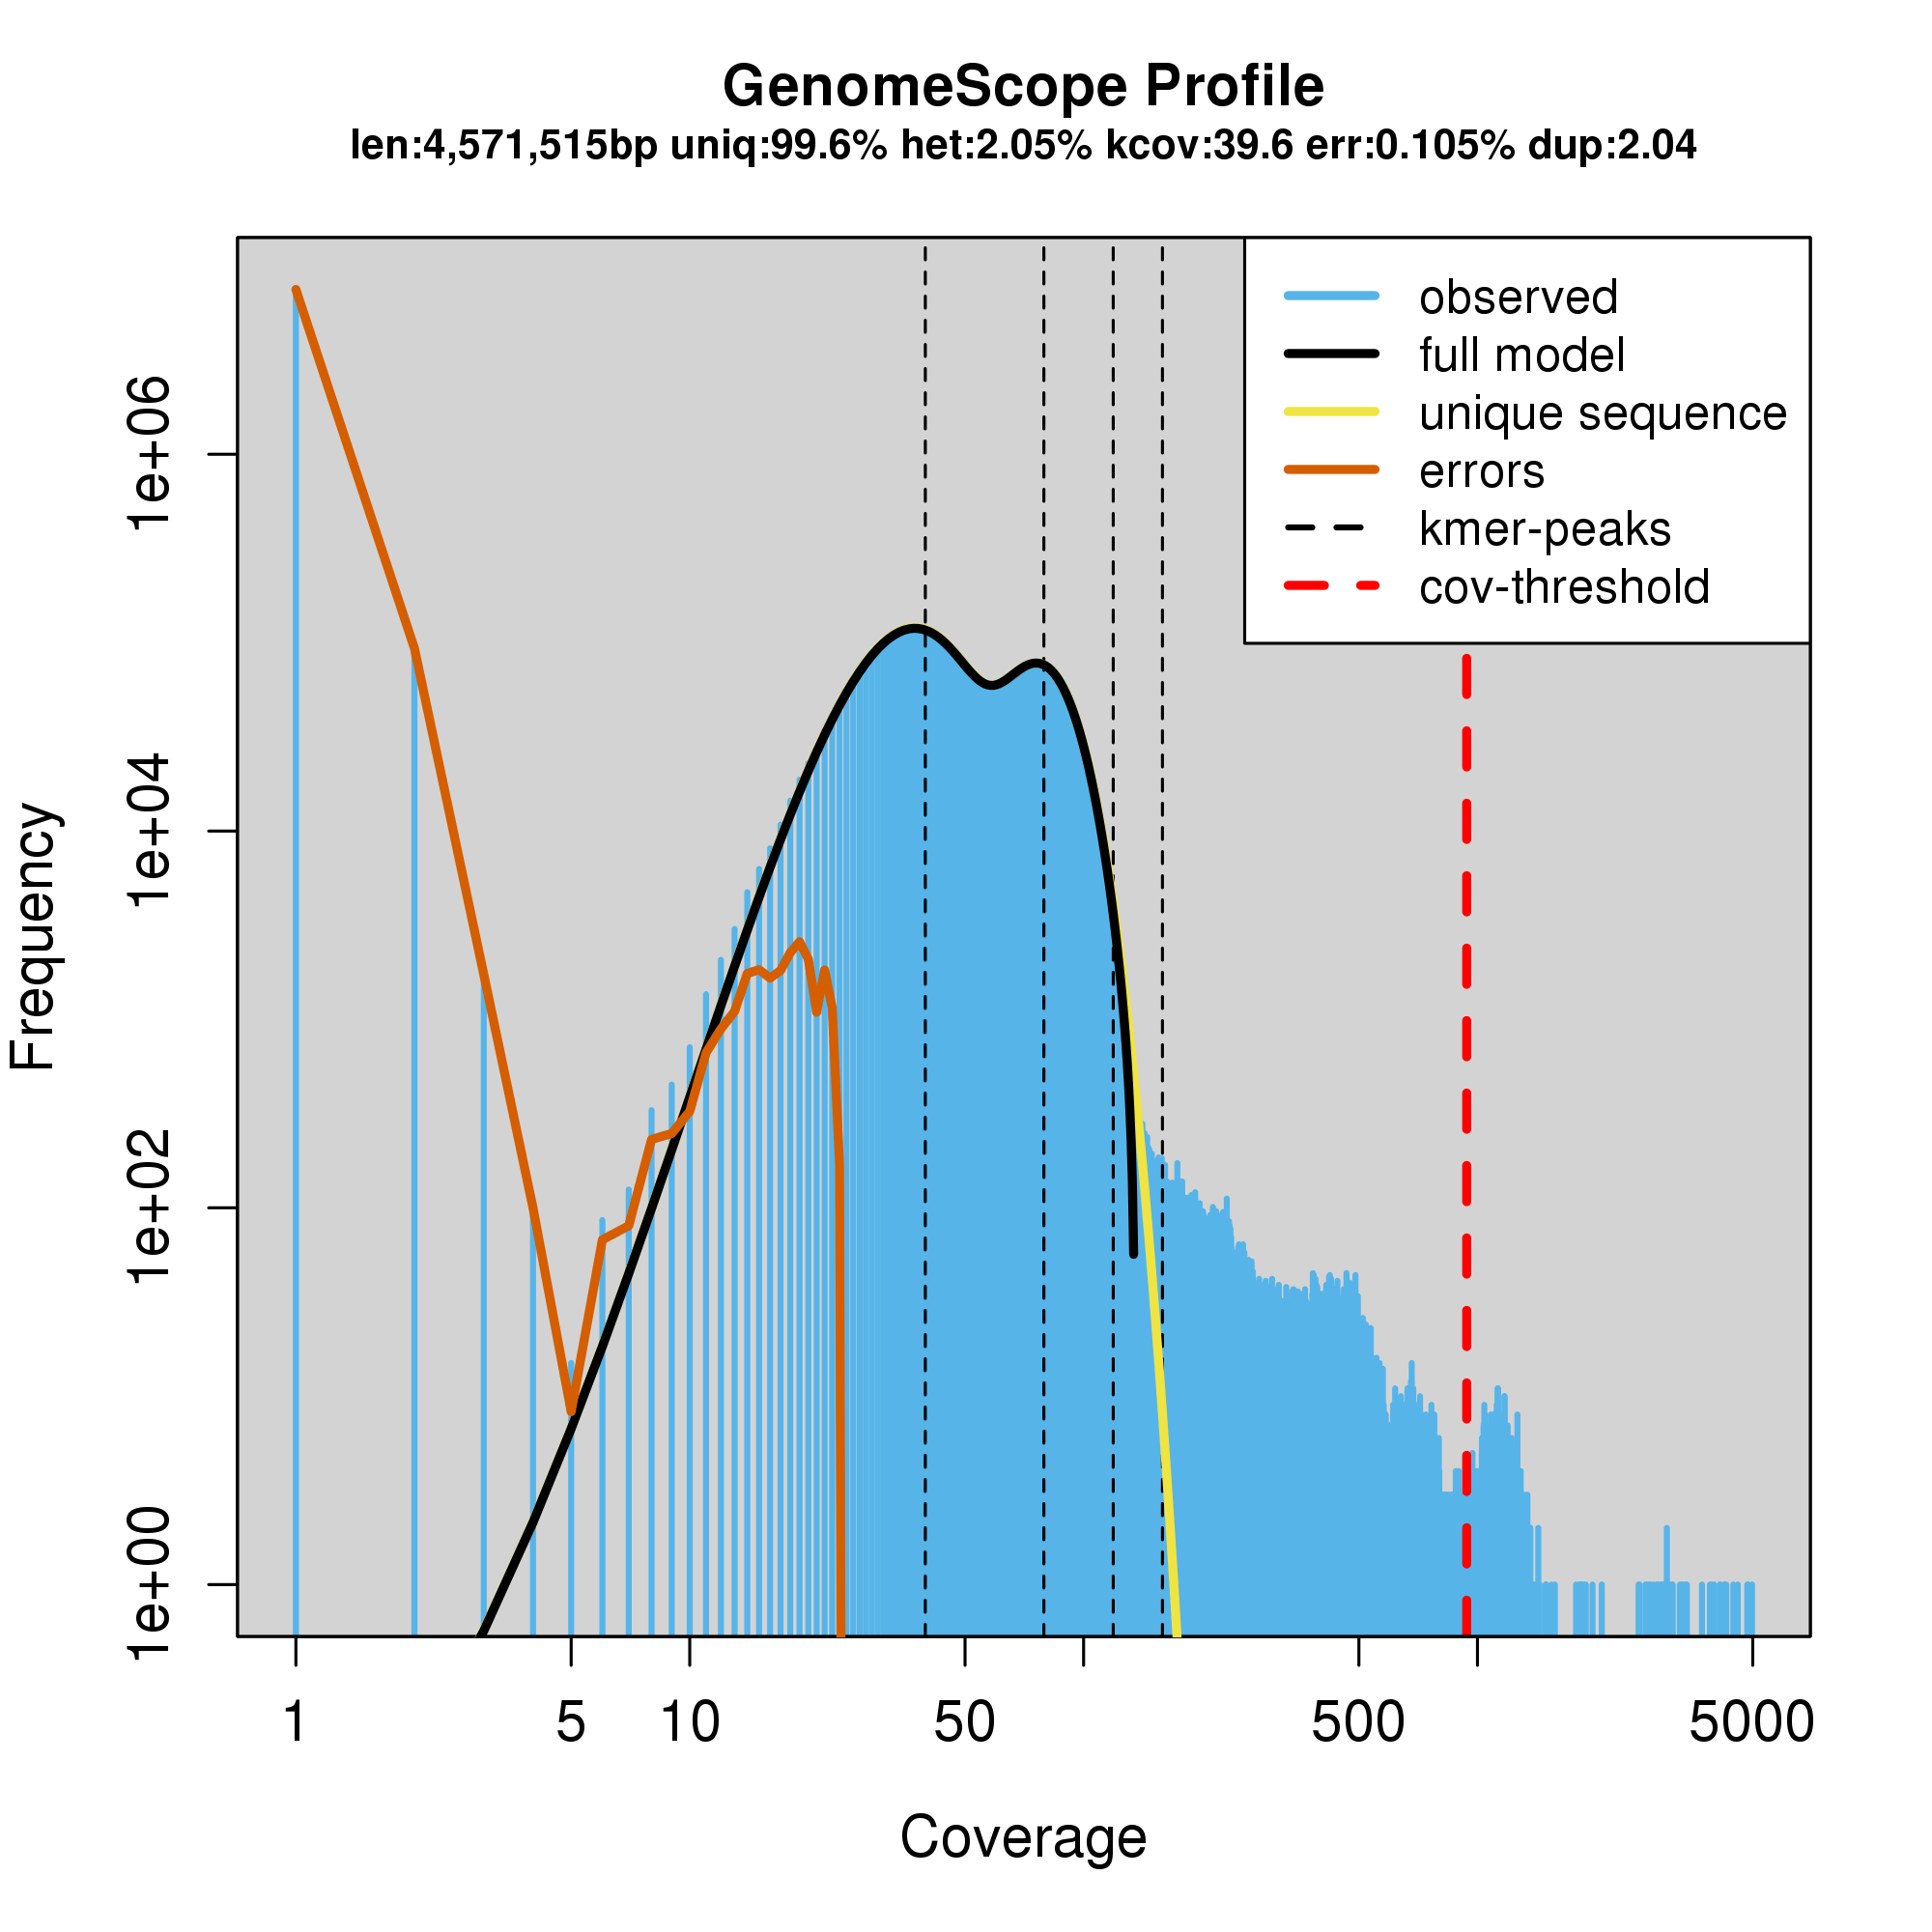 GenomeScope Profile
len:4,571,515bp uniq:99.6% het:2.05% kcov:39.6 err:0.105% dup:2.04
observed
full model
unique sequence
errors
kmer-peaks
cov-threshold
Frequency
1e+06
1e+04
1e+02
1e+00
1 5 10 50 500 5000
Coverage